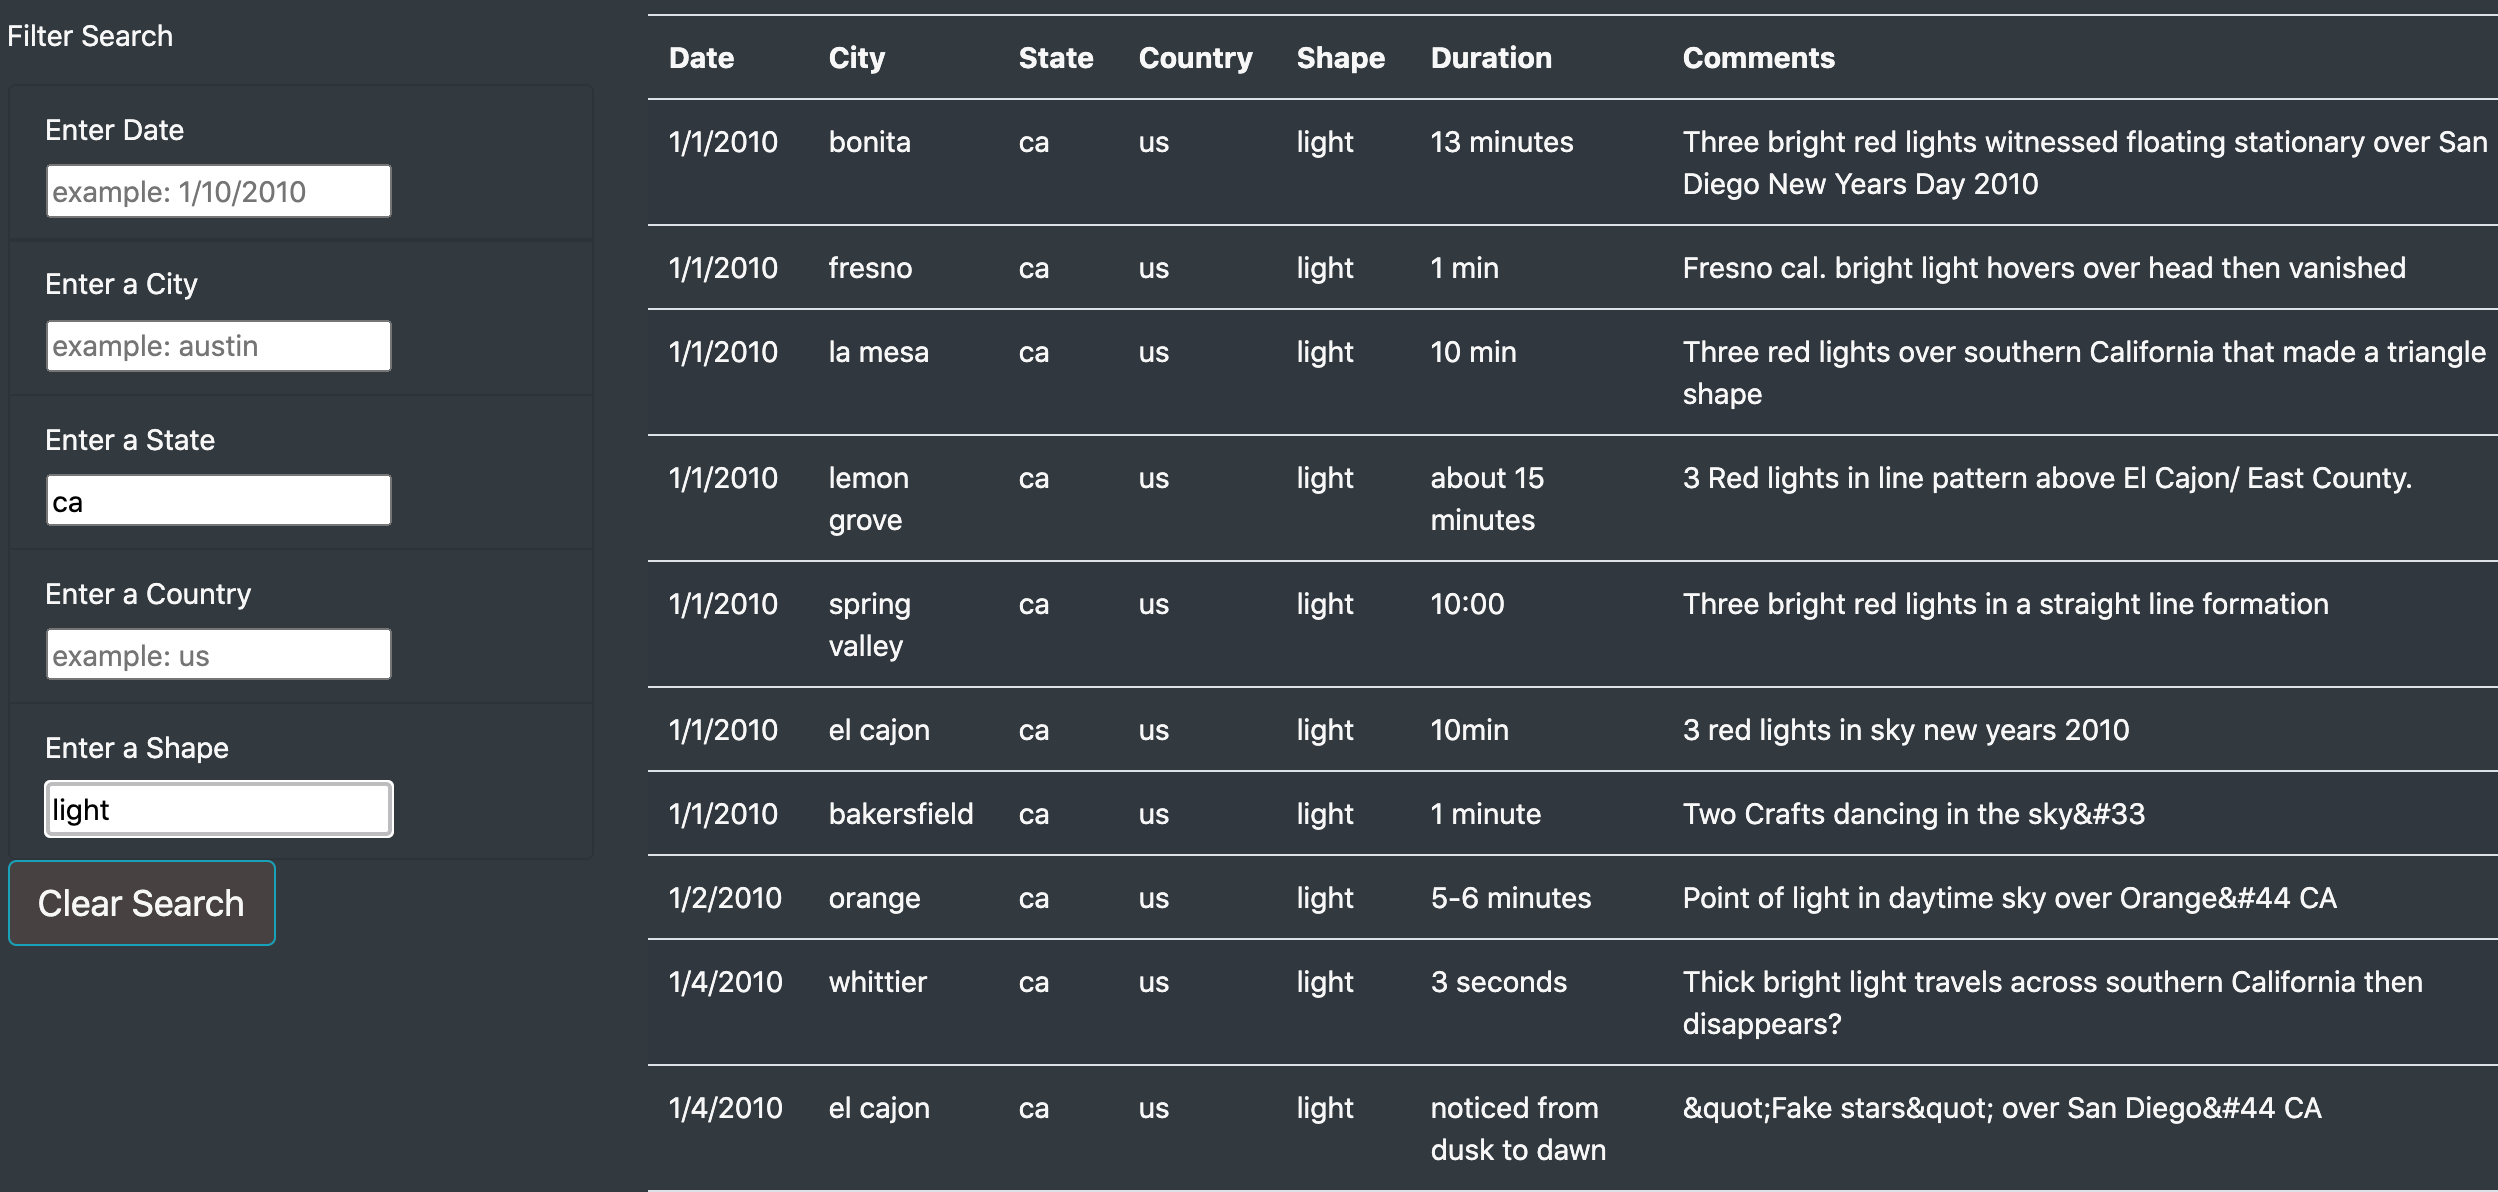 Filter Search
Enter Date
example: 1/10/2010
Enter a City
example: austin
Enter a State
ca
Enter a Country
example: us
Enter a Shape
light
Clear Search
Date City State Country Shape Duration Comments
1/1/2010 bonita ca us light 13 minutes Three bright red lights witnessed floating stationary over San
Diego New Years Day 2010
1/1/2010 fresno ca us light 1 min Fresno cal. bright light hovers over head then vanished
1/1/2010 la mesa ca us light 10 min Three red lights over southern California that made a triangle
shape
1/1/2010 lemon ca us light about 15 3 Red lights in line pattern above El Cajon/ East County.
grove minutes
1/1/2010 spring ca us light 10:00 Three bright red lights in a straight line formation
valley
1/1/2010 el cajon ca us light 10min 3 red lights in sky new years 2010
1/1/2010 bakersfield ca us light 1 minute Two Crafts dancing in the sky&#33
1/2/2010 orange ca us light 5-6 minutes Point of light in daytime sky over Orange&#44 CA
1/4/2010 whittier ca us light 3 seconds Thick bright light travels across southern California then
disappears?
1/4/2010 el cajon ca us light noticed from &quot;Fake stars&quot; over San Diego&#44 CA
dusk to dawn